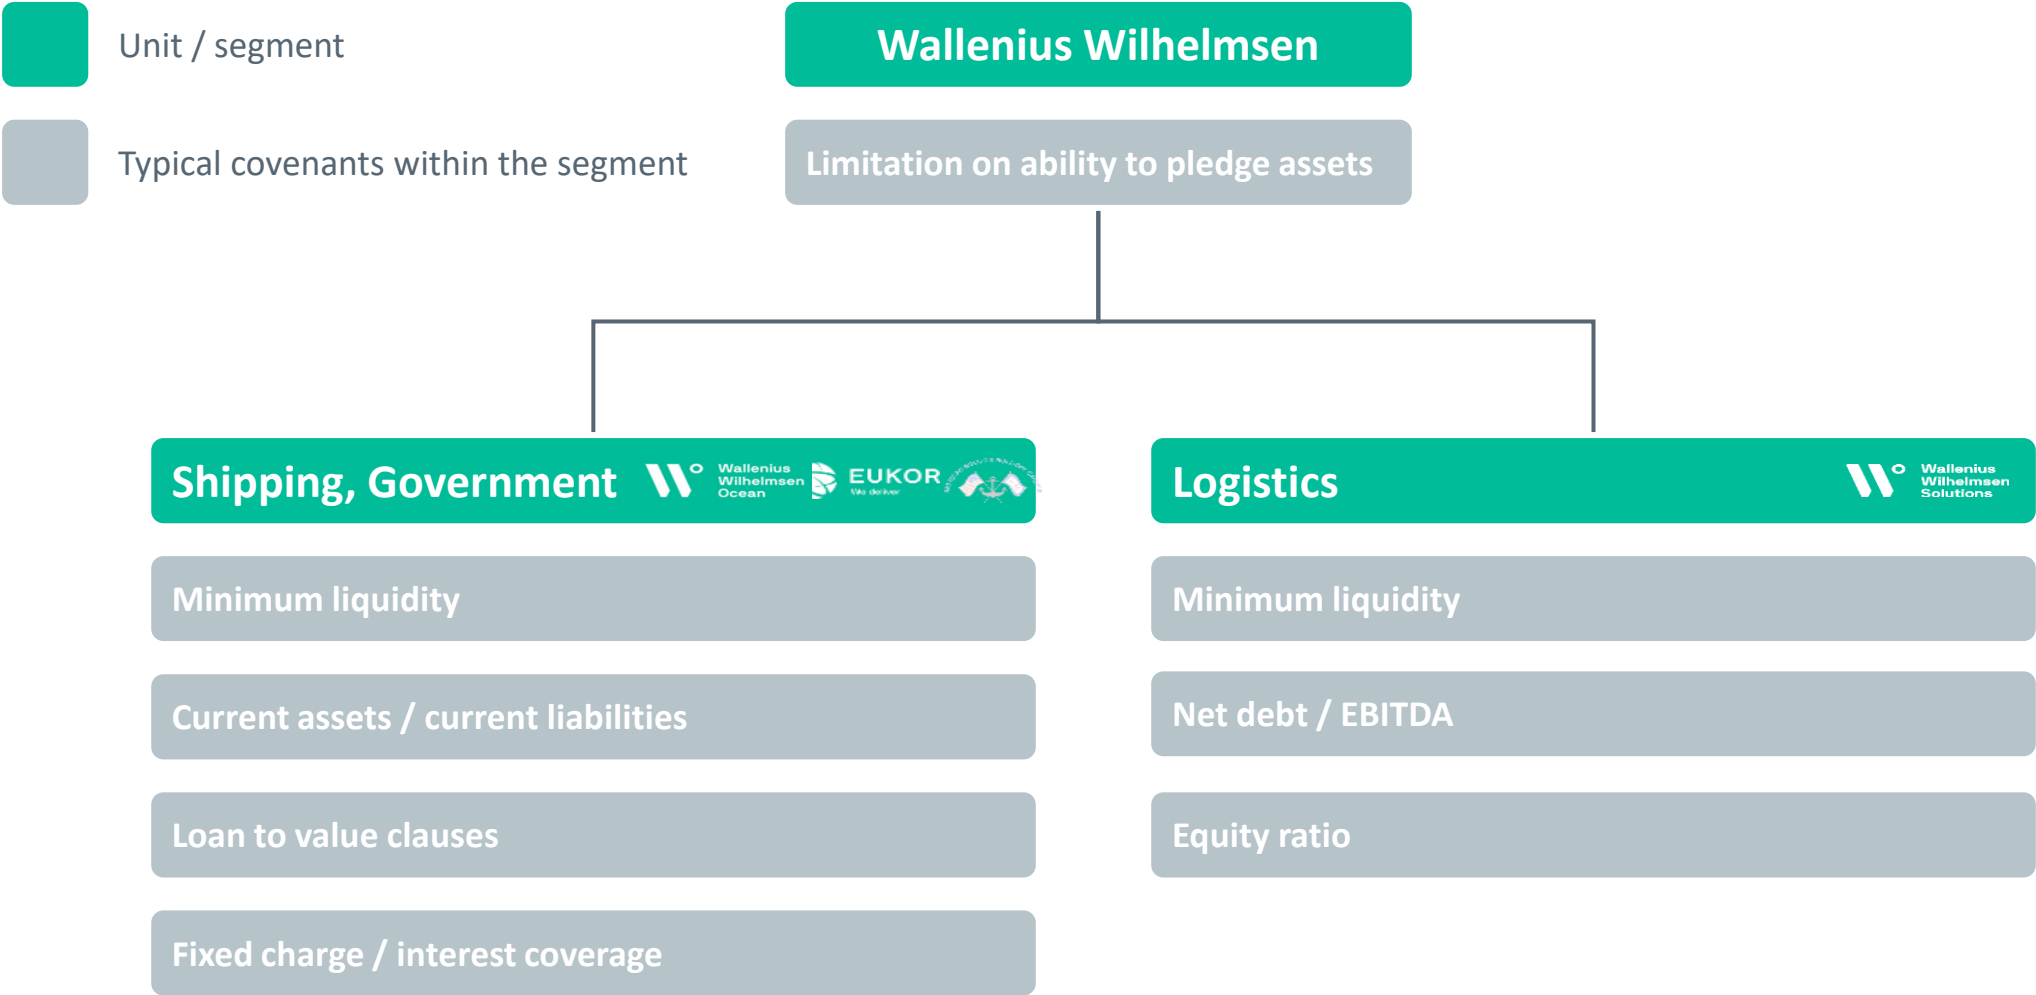 Unit / segment
Typical covenants within the segment
Wallenius Wilhelmsen
Limitation on ability to pledge assets
Shipping, Government
Wallenius
Wilhelmsen
Ocean
EUKOR
We deliver
Minimum liquidity
Current assets / current liabilities
Loan to value clauses
Fixed charge / interest coverage
Logistics
Wallenius
Wilhelmsen
Solutions
Minimum liquidity
Net debt / EBITDA
Equity ratio